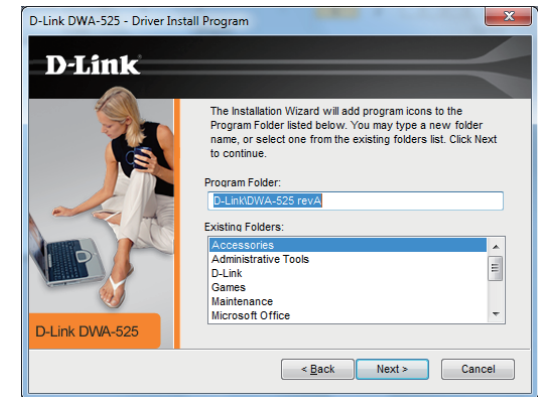 D-Link DWA-525 - Driver Install Program
D-Link
The Installation Wizard will add program icons to the
Program Folder listed below. You may type a new folder
name, or select one from the existing folders list. Click Next
to continue.
Program Folder:
D-Link\DWA-525 revA
Existing Folders:
Accessories
Administrative Tools
D-Link
Games
Maintenance
Microsoft Office
D-Link DWA-525
< Back
Next >
Cancel